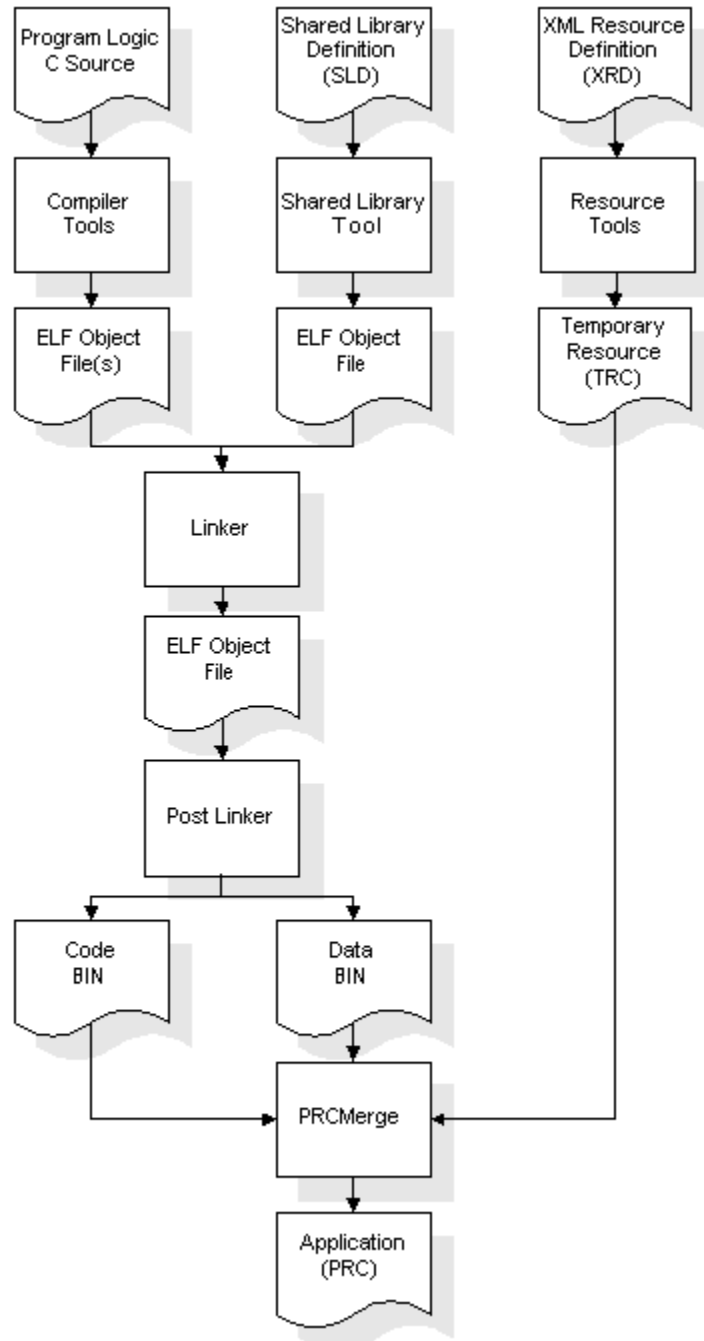 Program Logic
C Source
Shared Library
Definition
(SLD)
XML Resource
Definition
(XRD)
Compiler
Tools
Shared Library
Tool
Resource
Tools
ELF Object
File(s)
ELF Object
File
Temporary
Resource
(TRC)
Linker
ELF Object
File
Post Linker
Code
BIN
Data
BIN
PRCMerge
Application
(PRC)